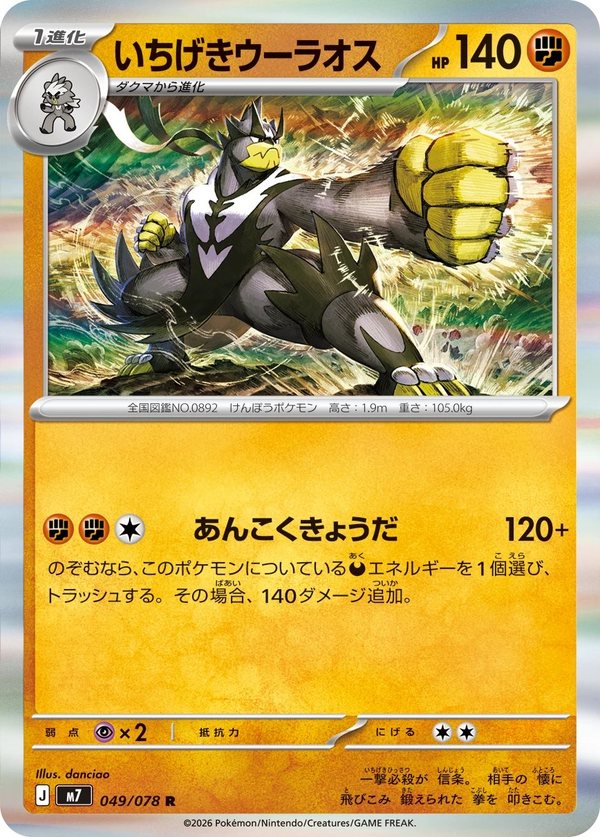 1進化
いちげきウーラオス
HP 140
ダクマから進化
全国図鑑NO.0892 けんぽうポケモン 高さ：1.9m 重さ：105.0kg
あんこくきょうだ 120+
のぞむなら、このポケモンについている エネルギーを1個選び、
トラッシュする。その場合、140ダメージ追加。
弱点 ×2 抵抗力 にげる
Illus. danciao
J M7 049/078 R
一撃必殺が 信条。 相手の 懐に
飛びこみ 鍛えられた 拳を 叩きこむ。
©2026 Pokémon/Nintendo/Creatures/GAME FREAK.